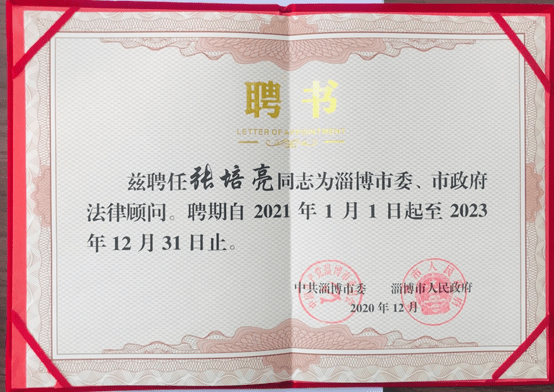 聘书
LETTER OF APPOINTMENT
兹聘任张培亮同志为淄博市委、市政府
法律顾问。聘期自 2021 年 1 月 1 日起至 2023
年 12 月 31 日止。
中共淄博市委 淄博市人民政府
2020 年 12 月